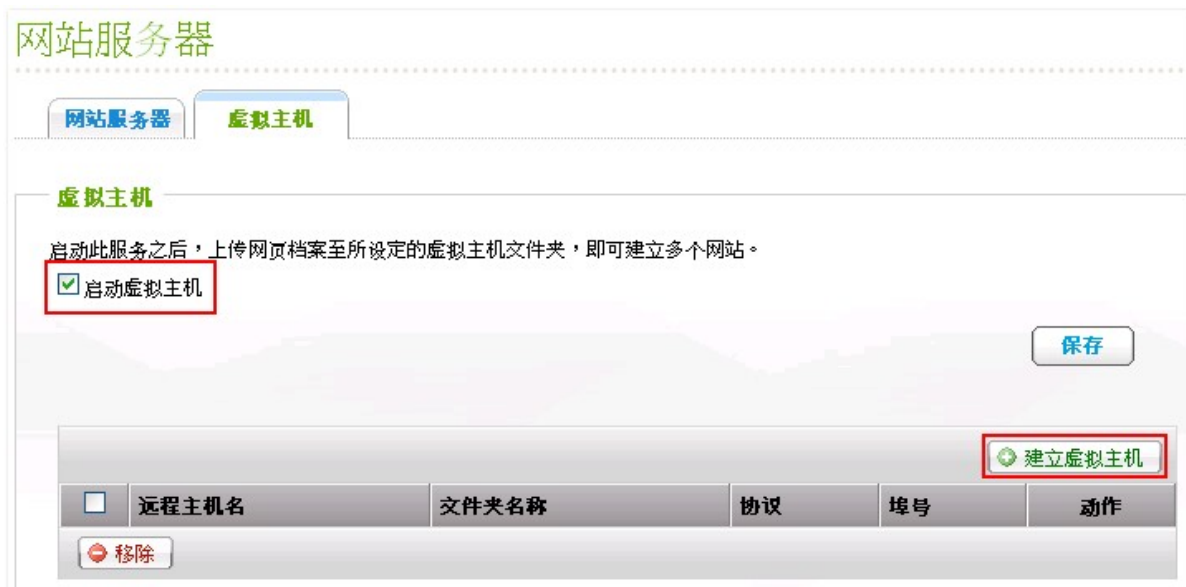 网站服务器
网站服务器 虚拟主机
虚拟主机
启动此服务之后，上传网页档案至所设定的虚拟主机文件夹，即可建立多个网站。
启动虚拟主机
保存
建立虚拟主机
远程主机名 文件夹名称 协议 埠号 动作
移除